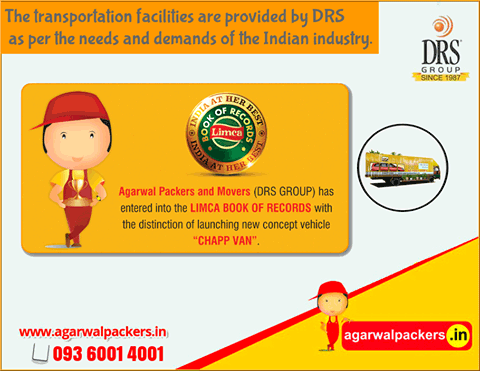 The transportation facilities are provided by DRS
as per the needs and demands of the Indian industry.
DRS
GROUP
SINCE 1987
INDIA AT HER BEST
BOOK OF RECORDS
Limca
INDIA AT HER BEST
Agarwal Packers and Movers (DRS GROUP) has
entered into the LIMCA BOOK OF RECORDS with
the distinction of launching new concept vehicle
“CHAPP VAN”.
www.agarwalpackers.in
093 6001 4001
agarwalpackers.in